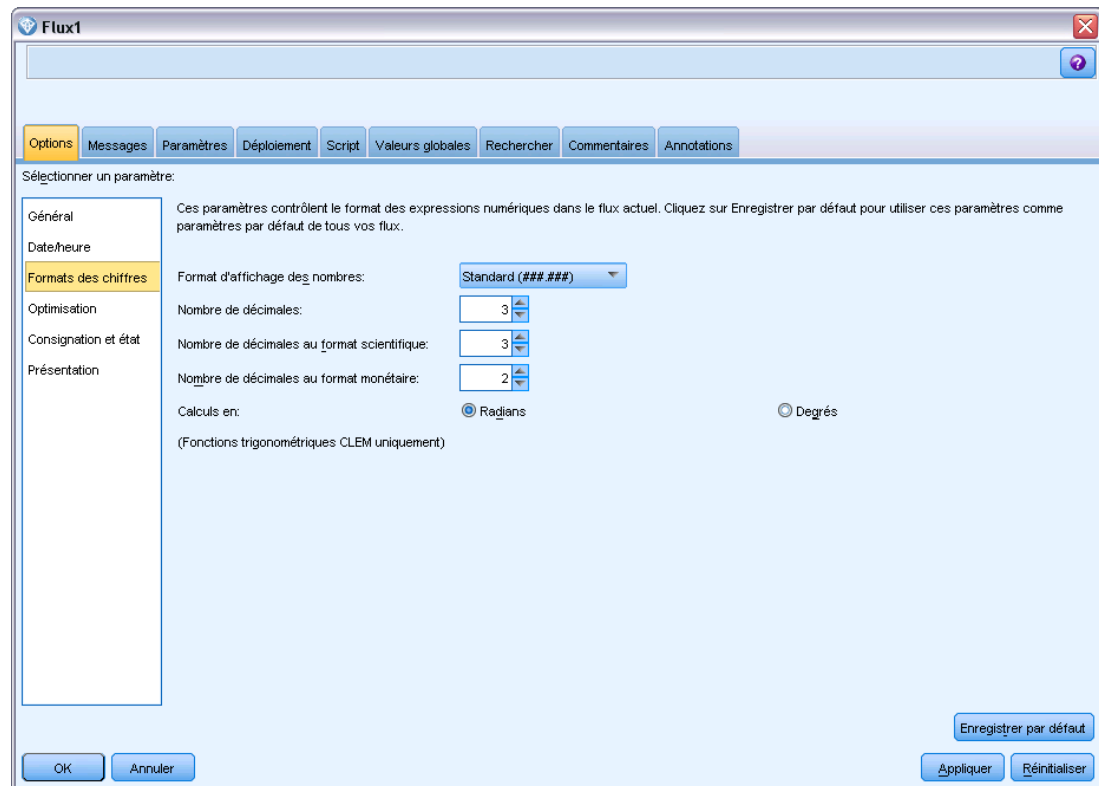 Flux1
?
Options Messages Paramètres Déploiement Script Valeurs globales Rechercher Commentaires Annotations
Sélectionner un paramètre:
Général
Date/heure
Formats des chiffres
Optimisation
Consignation et état
Présentation
Ces paramètres contrôlent le format des expressions numériques dans le flux actuel. Cliquez sur Enregistrer par défaut pour utiliser ces paramètres comme
paramètres par défaut de tous vos flux.
Format d'affichage des nombres: Standard (###.###)
Nombre de décimales: 3
Nombre de décimales au format scientifique: 3
Nombre de décimales au format monétaire: 2
Calculs en: Radians Degrés
(Fonctions trigonométriques CLEM uniquement)
Enregistrer par défaut
OK Annuler Appliquer Réinitialiser